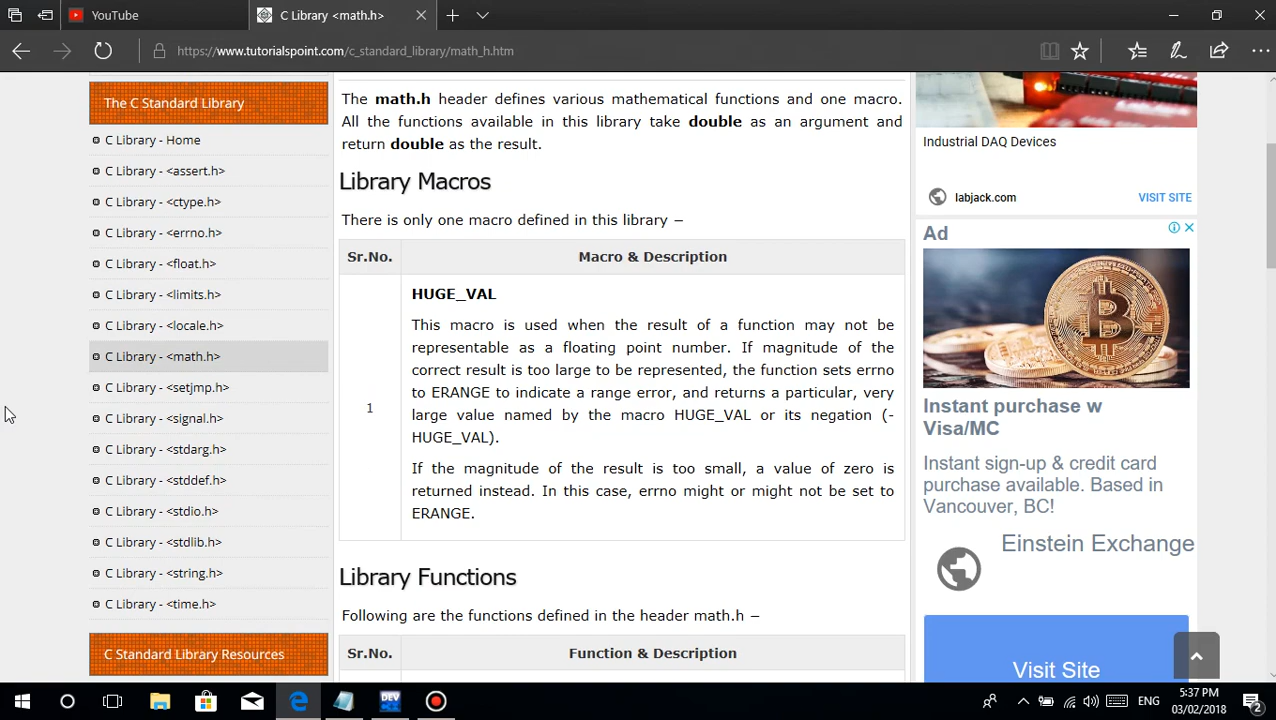 YouTube
C Library <math.h>
https://www.tutorialspoint.com/c_standard_library/math_h.htm
The C Standard Library
C Library - Home
C Library - <assert.h>
C Library - <ctype.h>
C Library - <errno.h>
C Library - <float.h>
C Library - <limits.h>
C Library - <locale.h>
C Library - <math.h>
C Library - <setjmp.h>
C Library - <signal.h>
C Library - <stdarg.h>
C Library - <stddef.h>
C Library - <stdio.h>
C Library - <stdlib.h>
C Library - <string.h>
C Library - <time.h>
C Standard Library Resources
The math.h header defines various mathematical functions and one macro.
All the functions available in this library take double as an argument and
return double as the result.
Library Macros
There is only one macro defined in this library −
Sr.No. Macro & Description
1
HUGE_VAL
This macro is used when the result of a function may not be
representable as a floating point number. If magnitude of the
correct result is too large to be represented, the function sets errno
to ERANGE to indicate a range error, and returns a particular, very
large value named by the macro HUGE_VAL or its negation (-
HUGE_VAL).
If the magnitude of the result is too small, a value of zero is
returned instead. In this case, errno might or might not be set to
ERANGE.
Library Functions
Following are the functions defined in the header math.h −
Sr.No. Function & Description
Industrial DAQ Devices
labjack.com VISIT SITE
Ad
Instant purchase w
Visa/MC
Instant sign-up & credit card
purchase available. Based in
Vancouver, BC!
Einstein Exchange
Visit Site
DEV
ENG
5:37 PM
03/02/2018
2